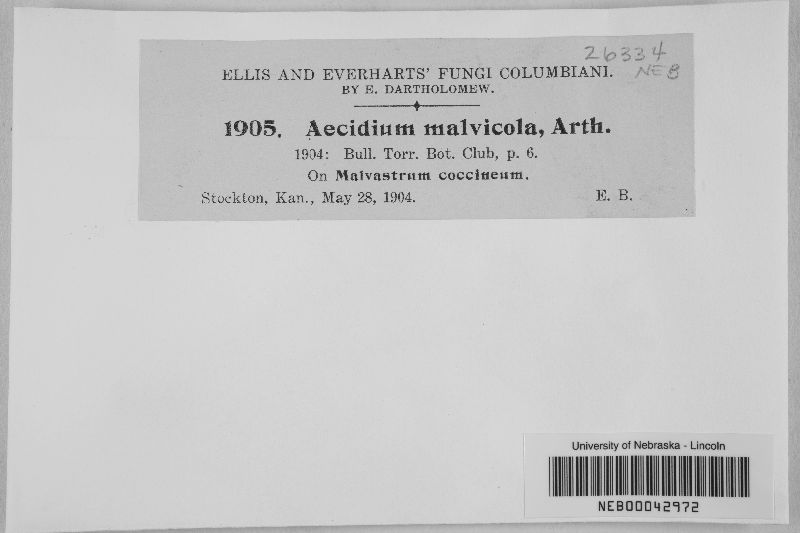 26334
NEB
ELLIS AND EVERHARTS' FUNGI COLUMBIANI.
BY E. DARTHOLOMEW.
1905. Aecidium malvicola, Arth.
1904: Bull. Torr. Bot. Club, p. 6.
On Malvastrum coccineum.
Stockton, Kan., May 28, 1904. E. B.
University of Nebraska - Lincoln
NEB00042972